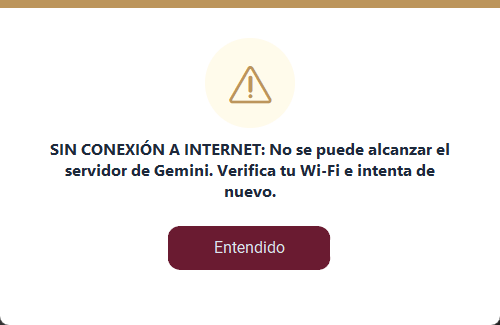 SIN CONEXIÓN A INTERNET: No se puede alcanzar el
servidor de Gemini. Verifica tu Wi-Fi e intenta de
nuevo.
Entendido